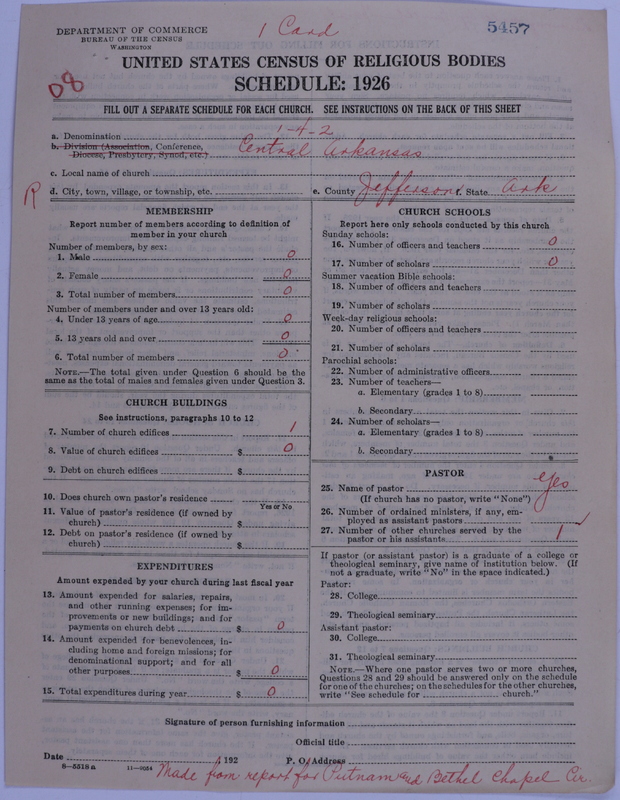 DEPARTMENT OF COMMERCE
BUREAU OF THE CENSUS
WASHINGTON
1 Card
5457
UNITED STATES CENSUS OF RELIGIOUS BODIES
SCHEDULE: 1926
08
FILL OUT A SEPARATE SCHEDULE FOR EACH CHURCH. SEE INSTRUCTIONS ON THE BACK OF THIS SHEET
a. Denomination 1-4-2
b. Division (Association, Conference,
Diocese, Presbytery, Synod, etc.) Central Arkansas
c. Local name of church
R
d. City, town, village, or township, etc. e. County Jefferson f. State Ark
MEMBERSHIP
Report number of members according to definition of
member in your church
Number of members, by sex:
1. Male 0
2. Female 0
3. Total number of members 0
Number of members under and over 13 years old:
4. Under 13 years of age 0
5. 13 years old and over 0
6. Total number of members 0
NOTE.—The total given under Question 6 should be the
same as the total of males and females given under Question 3.
CHURCH BUILDINGS
See instructions, paragraphs 10 to 12
7. Number of church edifices 1
8. Value of church edifices $ 0
9. Debt on church edifices $
10. Does church own pastor's residence
Yes or No
11. Value of pastor's residence (if owned by
church) $
12. Debt on pastor's residence (if owned by
church) $
EXPENDITURES
Amount expended by your church during last fiscal year
13. Amount expended for salaries, repairs,
and other running expenses; for im-
provements or new buildings; and for
payments on church debt $ 0
14. Amount expended for benevolences, in-
cluding home and foreign missions; for
denominational support; and for all
other purposes $ 0
15. Total expenditures during year $ 0
CHURCH SCHOOLS
Report here only schools conducted by this church
Sunday schools:
16. Number of officers and teachers 0
17. Number of scholars 0
Summer vacation Bible schools:
18. Number of officers and teachers
19. Number of scholars
Week-day religious schools:
20. Number of officers and teachers
21. Number of scholars
Parochial schools:
22. Number of administrative officers
23. Number of teachers—
a. Elementary (grades 1 to 8)
b. Secondary
24. Number of scholars—
a. Elementary (grades 1 to 8)
b. Secondary
PASTOR
25. Name of pastor yes
(If church has no pastor, write "None")
26. Number of ordained ministers, if any, em-
ployed as assistant pastors
27. Number of other churches served by the
pastor or his assistants 1
If pastor (or assistant pastor) is a graduate of a college or
theological seminary, give name of institution below. (If
not a graduate, write "No" in the space indicated.)
Pastor:
28. College
29. Theological seminary
Assistant pastor:
30. College
31. Theological seminary
NOTE.—Where one pastor serves two or more churches,
Questions 28 and 29 should be answered only on the schedule
for one of the churches; on the schedules for the other churches,
write "See schedule for church."
Signature of person furnishing information
Official title
Date , 192 P. O. Address
8—5518a 11—9054 Made from report for Putnam and Bethel Chapel Cir.